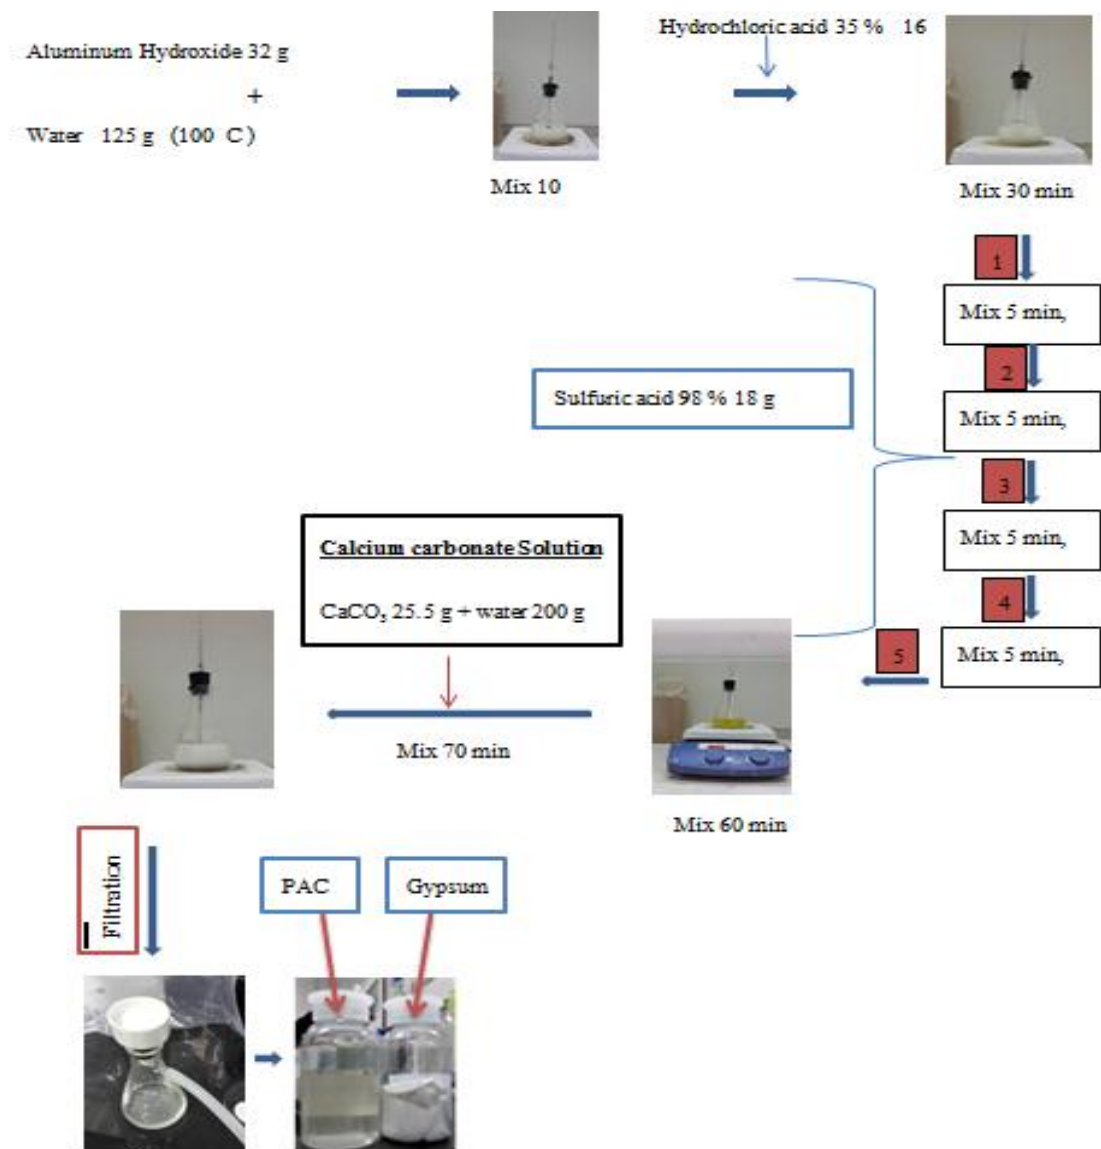 Aluminum Hydroxide 32 g
+
Water 125 g (100 C)
Mix 10
Hydrochloric acid 35 % 16
Mix 30 min
1
Mix 5 min,
2
Mix 5 min,
Sulfuric acid 98 % 18 g
3
Mix 5 min,
4
Mix 5 min,
5
Mix 60 min
Calcium carbonate Solution
CaCO₃ 25.5 g + water 200 g
Mix 70 min
Filtration
PAC
Gypsum